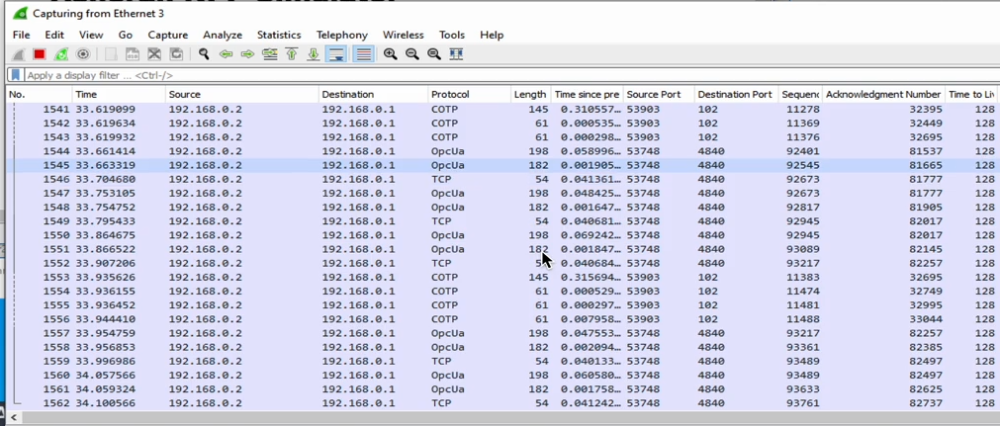 Capturing from Ethernet 3
File Edit View Go Capture Analyze Statistics Telephony Wireless Tools Help
Apply a display filter ... <Ctrl-/>
No. Time Source Destination Protocol Length Time since pre Source Port Destination Port Sequenc Acknowledgment Number Time to Liv
1541 33.619099 192.168.0.2 192.168.0.1 COTP 145 0.310557… 53903 102 11278 32395 128
1542 33.619634 192.168.0.2 192.168.0.1 COTP 61 0.000535… 53903 102 11369 32449 128
1543 33.619932 192.168.0.2 192.168.0.1 COTP 61 0.000298… 53903 102 11376 32695 128
1544 33.661414 192.168.0.2 192.168.0.1 OpcUa 198 0.058996… 53748 4840 92401 81537 128
1545 33.663319 192.168.0.2 192.168.0.1 OpcUa 182 0.001905… 53748 4840 92545 81665 128
1546 33.704680 192.168.0.2 192.168.0.1 TCP 54 0.041361… 53748 4840 92673 81777 128
1547 33.753105 192.168.0.2 192.168.0.1 OpcUa 198 0.048425… 53748 4840 92673 81777 128
1548 33.754752 192.168.0.2 192.168.0.1 OpcUa 182 0.001647… 53748 4840 92817 81905 128
1549 33.795433 192.168.0.2 192.168.0.1 TCP 54 0.040681… 53748 4840 92945 82017 128
1550 33.864675 192.168.0.2 192.168.0.1 OpcUa 198 0.069242… 53748 4840 92945 82017 128
1551 33.866522 192.168.0.2 192.168.0.1 OpcUa 182 0.001847… 53748 4840 93089 82145 128
1552 33.907206 192.168.0.2 192.168.0.1 TCP 54 0.040684… 53748 4840 93217 82257 128
1553 33.935626 192.168.0.2 192.168.0.1 COTP 145 0.315694… 53903 102 11383 32695 128
1554 33.936155 192.168.0.2 192.168.0.1 COTP 61 0.000529… 53903 102 11474 32749 128
1555 33.936452 192.168.0.2 192.168.0.1 COTP 61 0.000297… 53903 102 11481 32995 128
1556 33.944410 192.168.0.2 192.168.0.1 COTP 61 0.007958… 53903 102 11488 33044 128
1557 33.954759 192.168.0.2 192.168.0.1 OpcUa 198 0.047553… 53748 4840 93217 82257 128
1558 33.956853 192.168.0.2 192.168.0.1 OpcUa 182 0.002094… 53748 4840 93361 82385 128
1559 33.996986 192.168.0.2 192.168.0.1 TCP 54 0.040133… 53748 4840 93489 82497 128
1560 34.057566 192.168.0.2 192.168.0.1 OpcUa 198 0.060580… 53748 4840 93489 82497 128
1561 34.059324 192.168.0.2 192.168.0.1 OpcUa 182 0.001758… 53748 4840 93633 82625 128
1562 34.100566 192.168.0.2 192.168.0.1 TCP 54 0.041242… 53748 4840 93761 82737 128